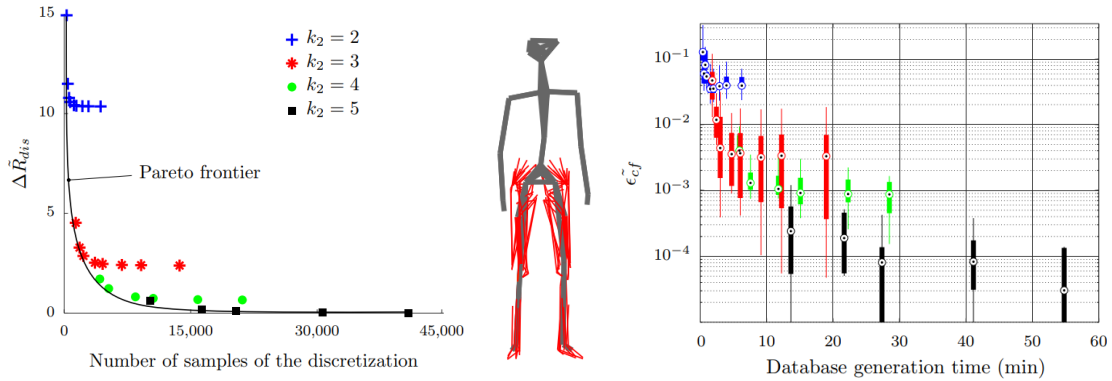 15
10
5
0
ΔR̃_dis
k₂ = 2
k₂ = 3
k₂ = 4
k₂ = 5
Pareto frontier
0 15,000 30,000 45,000
Number of samples of the discretization
10⁻¹
10⁻²
10⁻³
10⁻⁴
ϵ̃_cf
0 10 20 30 40 50 60
Database generation time (min)